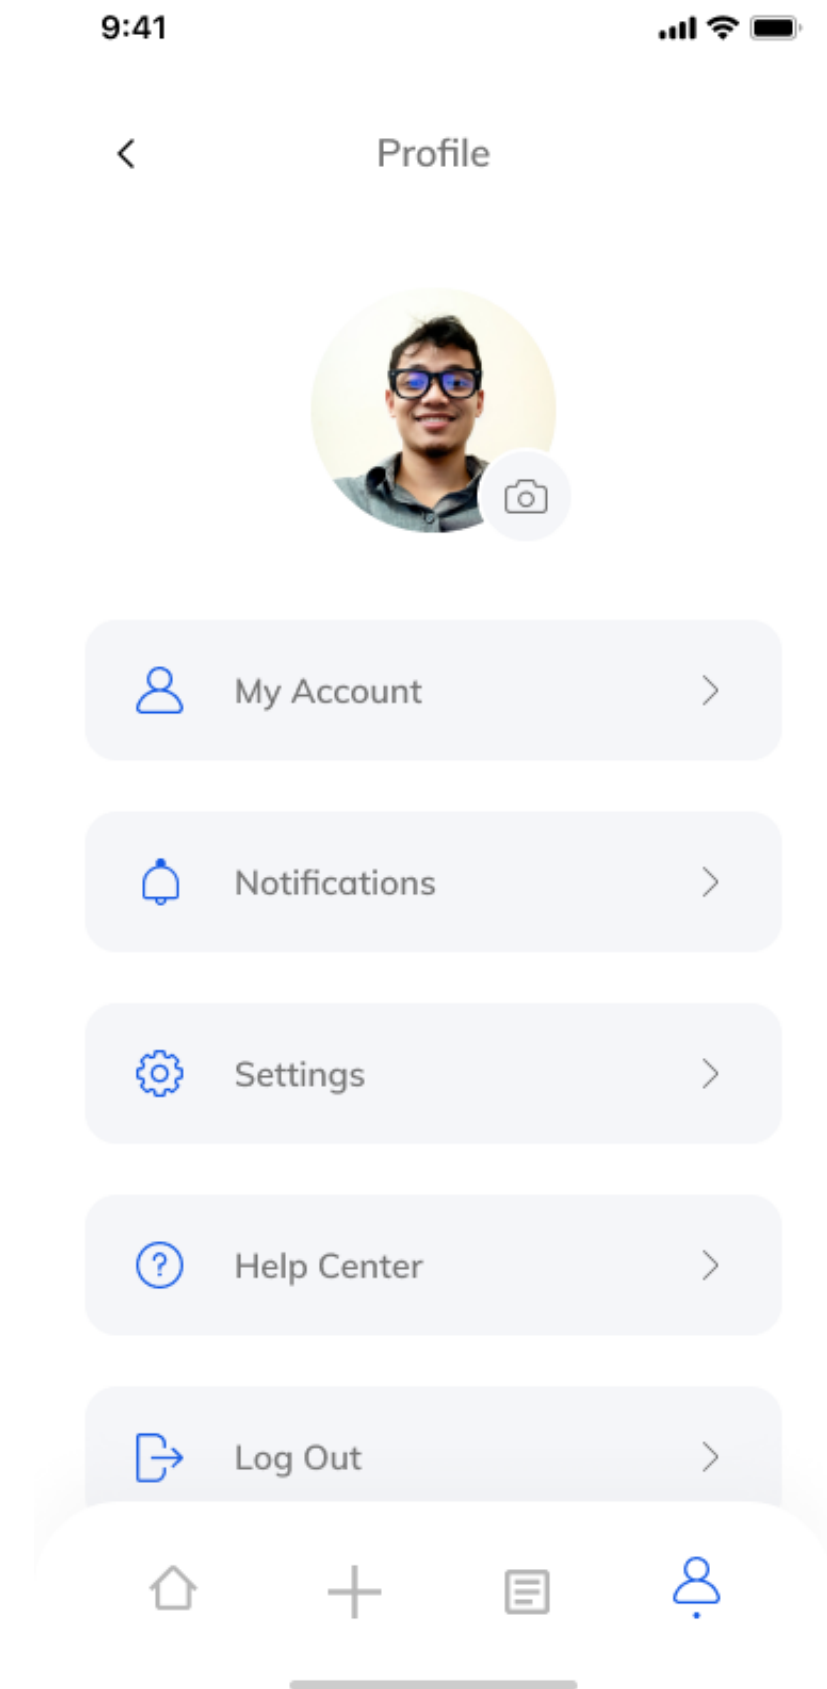 9:41
Profile
My Account
Notifications
Settings
Help Center
Log Out